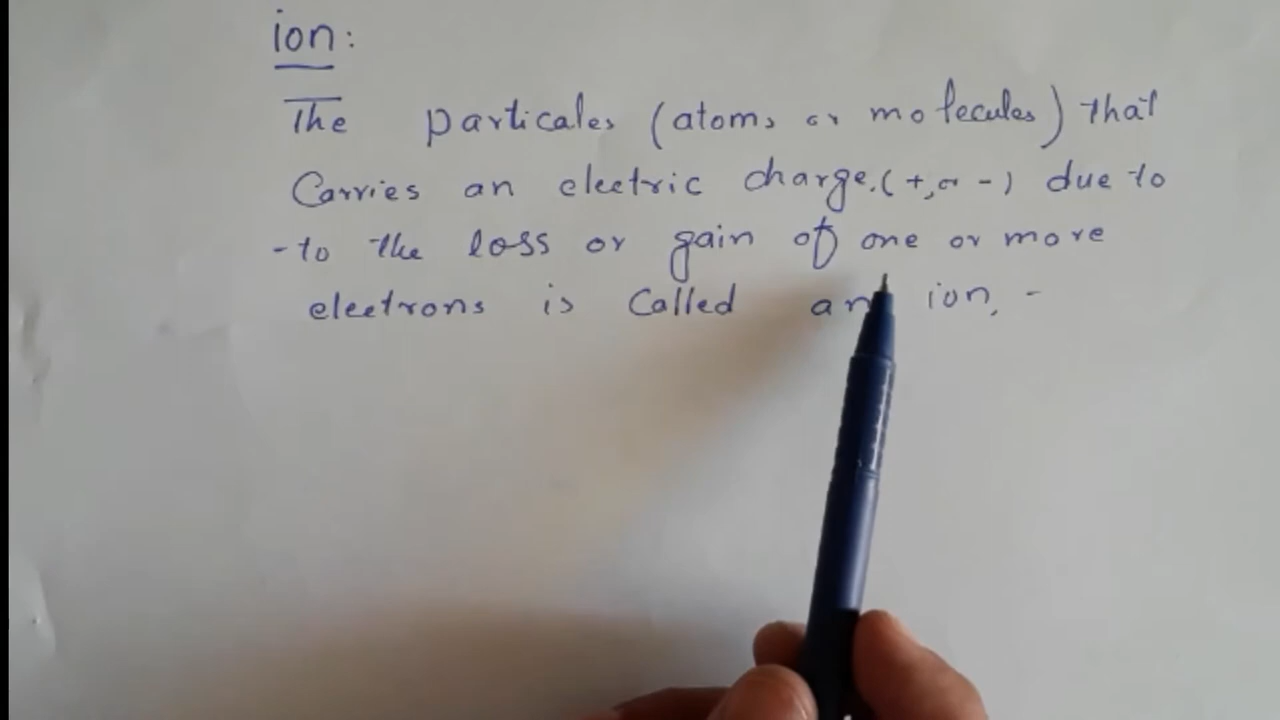 ion:
The particales (atoms or molecules) that
Carries an electric charge.(+, or -) due to
-to the loss or gain of one or more
electrons is Called an ion. -